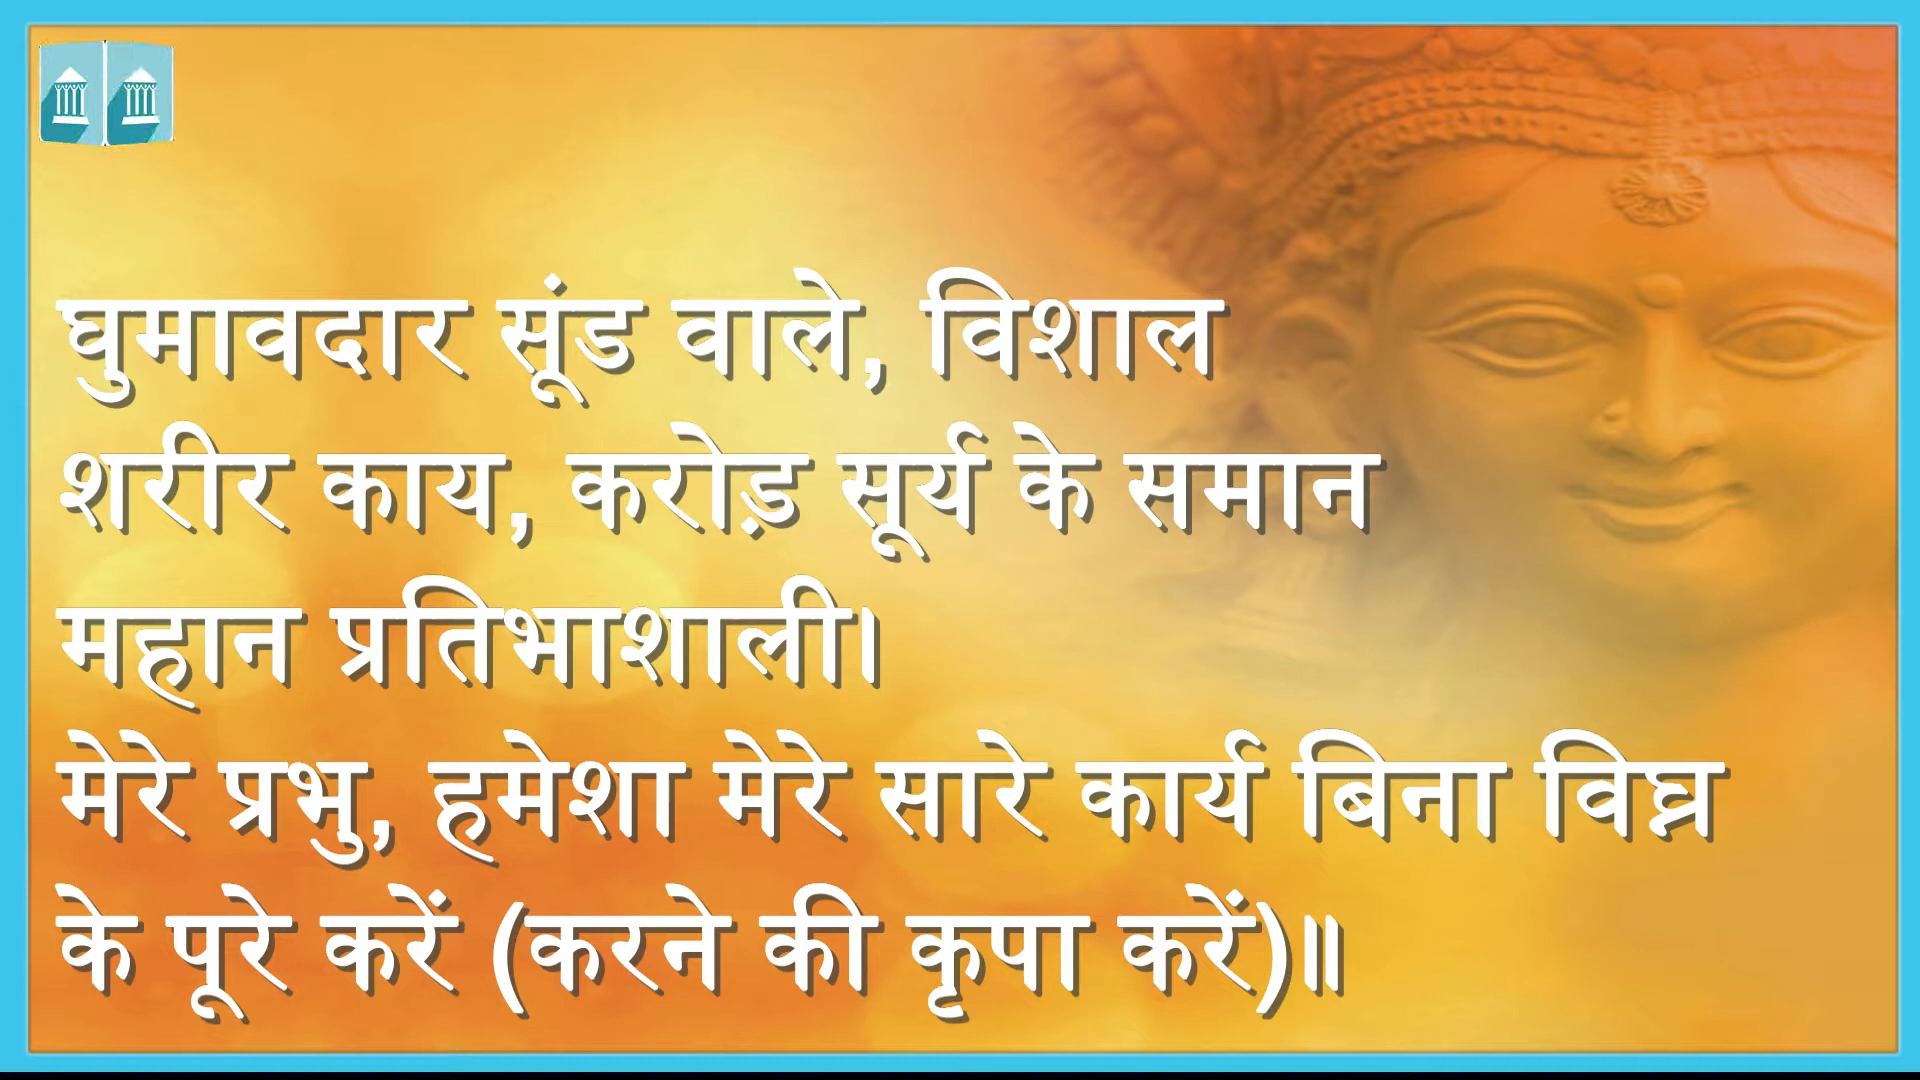 घुमावदार सूंड वाले, विशाल
शरीर काय, करोड़ सूर्य के समान
महान प्रतिभाशाली।
मेरे प्रभु, हमेशा मेरे सारे कार्य बिना विघ्न
के पूरे करें (करने की कृपा करें)॥